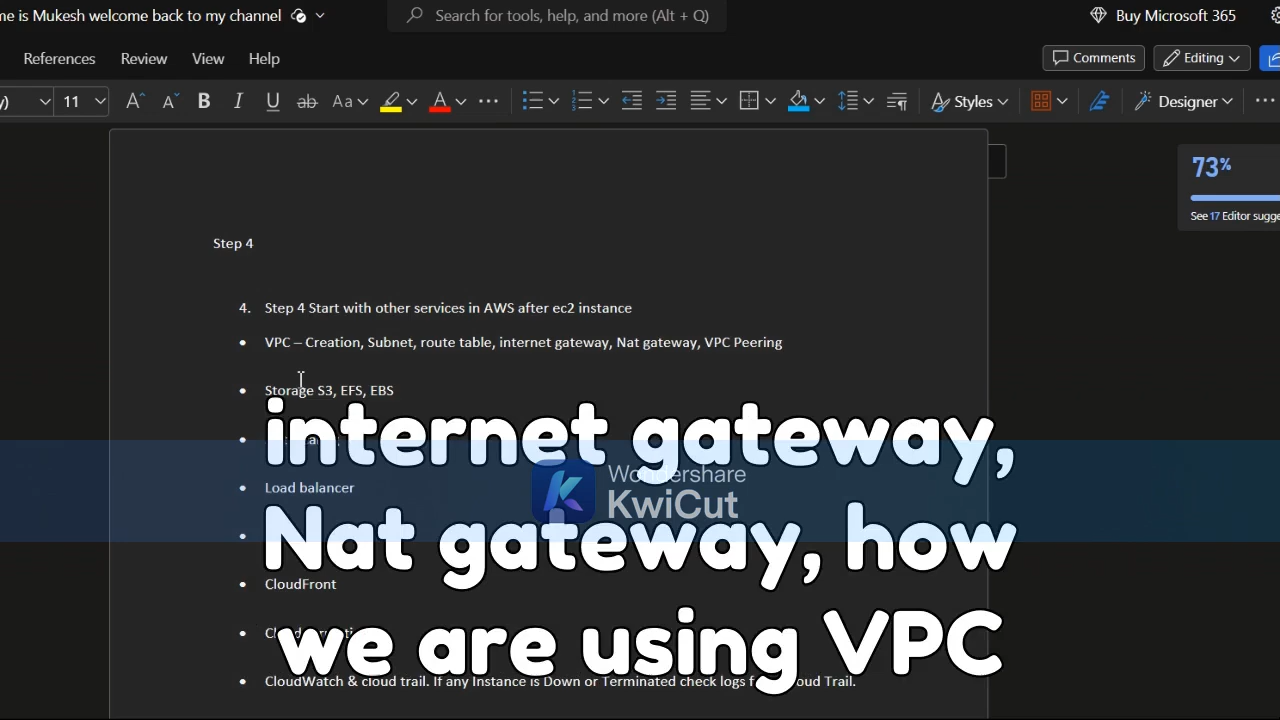 me is Mukesh welcome back to my channel
Search for tools, help, and more (Alt + Q)
Buy Microsoft 365
References Review View Help
Comments Editing
11 A A B I U ab Aa A Styles Designer
73%
See 17 Editor sugge
Step 4
4. Step 4 Start with other services in AWS after ec2 instance
• VPC – Creation, Subnet, route table, internet gateway, Nat gateway, VPC Peering
• Storage S3, EFS, EBS
internet gateway,
• Load balancer
Wondershare
KwiCut
Nat gateway, how
• CloudFront
we are using VPC
• CloudWatch & cloud trail. If any Instance is Down or Terminated check logs Trail.